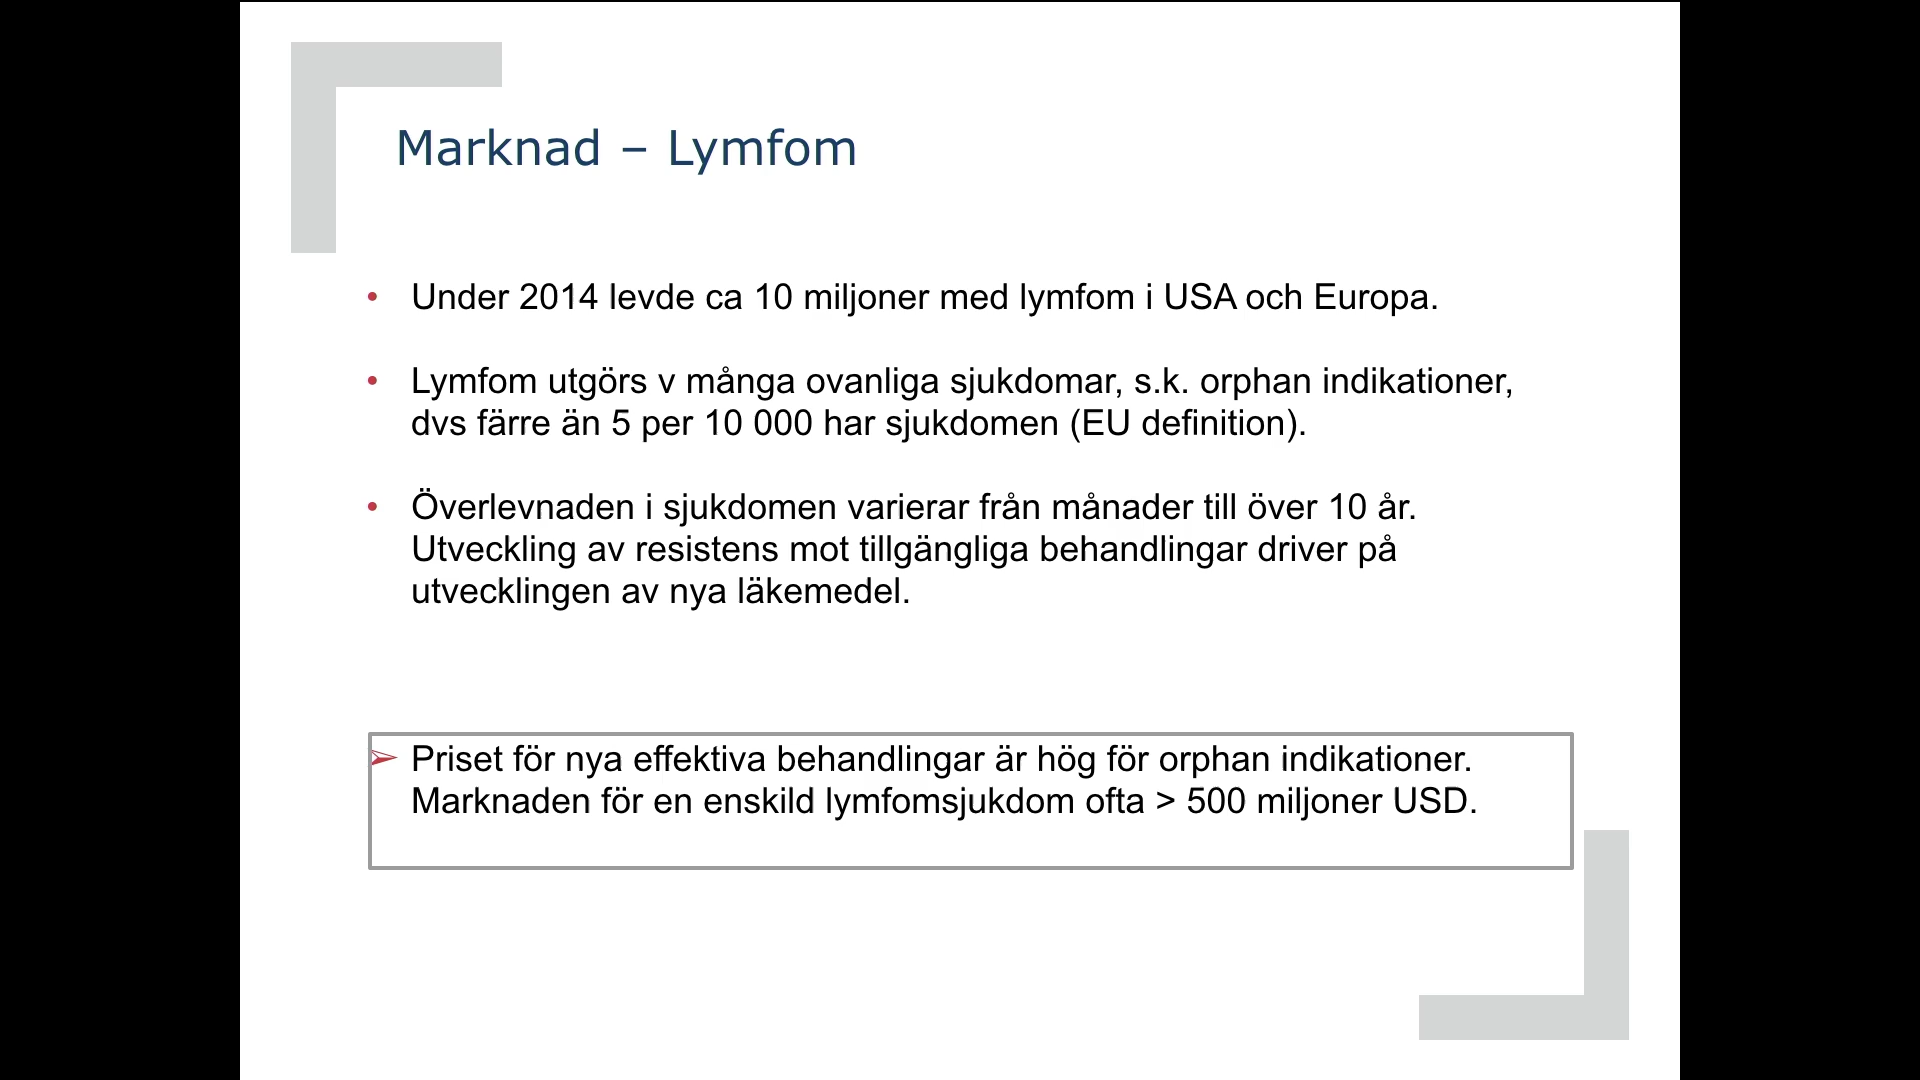 Marknad – Lymfom
• Under 2014 levde ca 10 miljoner med lymfom i USA och Europa.
• Lymfom utgörs v många ovanliga sjukdomar, s.k. orphan indikationer,
dvs färre än 5 per 10 000 har sjukdomen (EU definition).
• Överlevnaden i sjukdomen varierar från månader till över 10 år.
Utveckling av resistens mot tillgängliga behandlingar driver på
utvecklingen av nya läkemedel.
➢ Priset för nya effektiva behandlingar är hög för orphan indikationer.
Marknaden för en enskild lymfomsjukdom ofta > 500 miljoner USD.